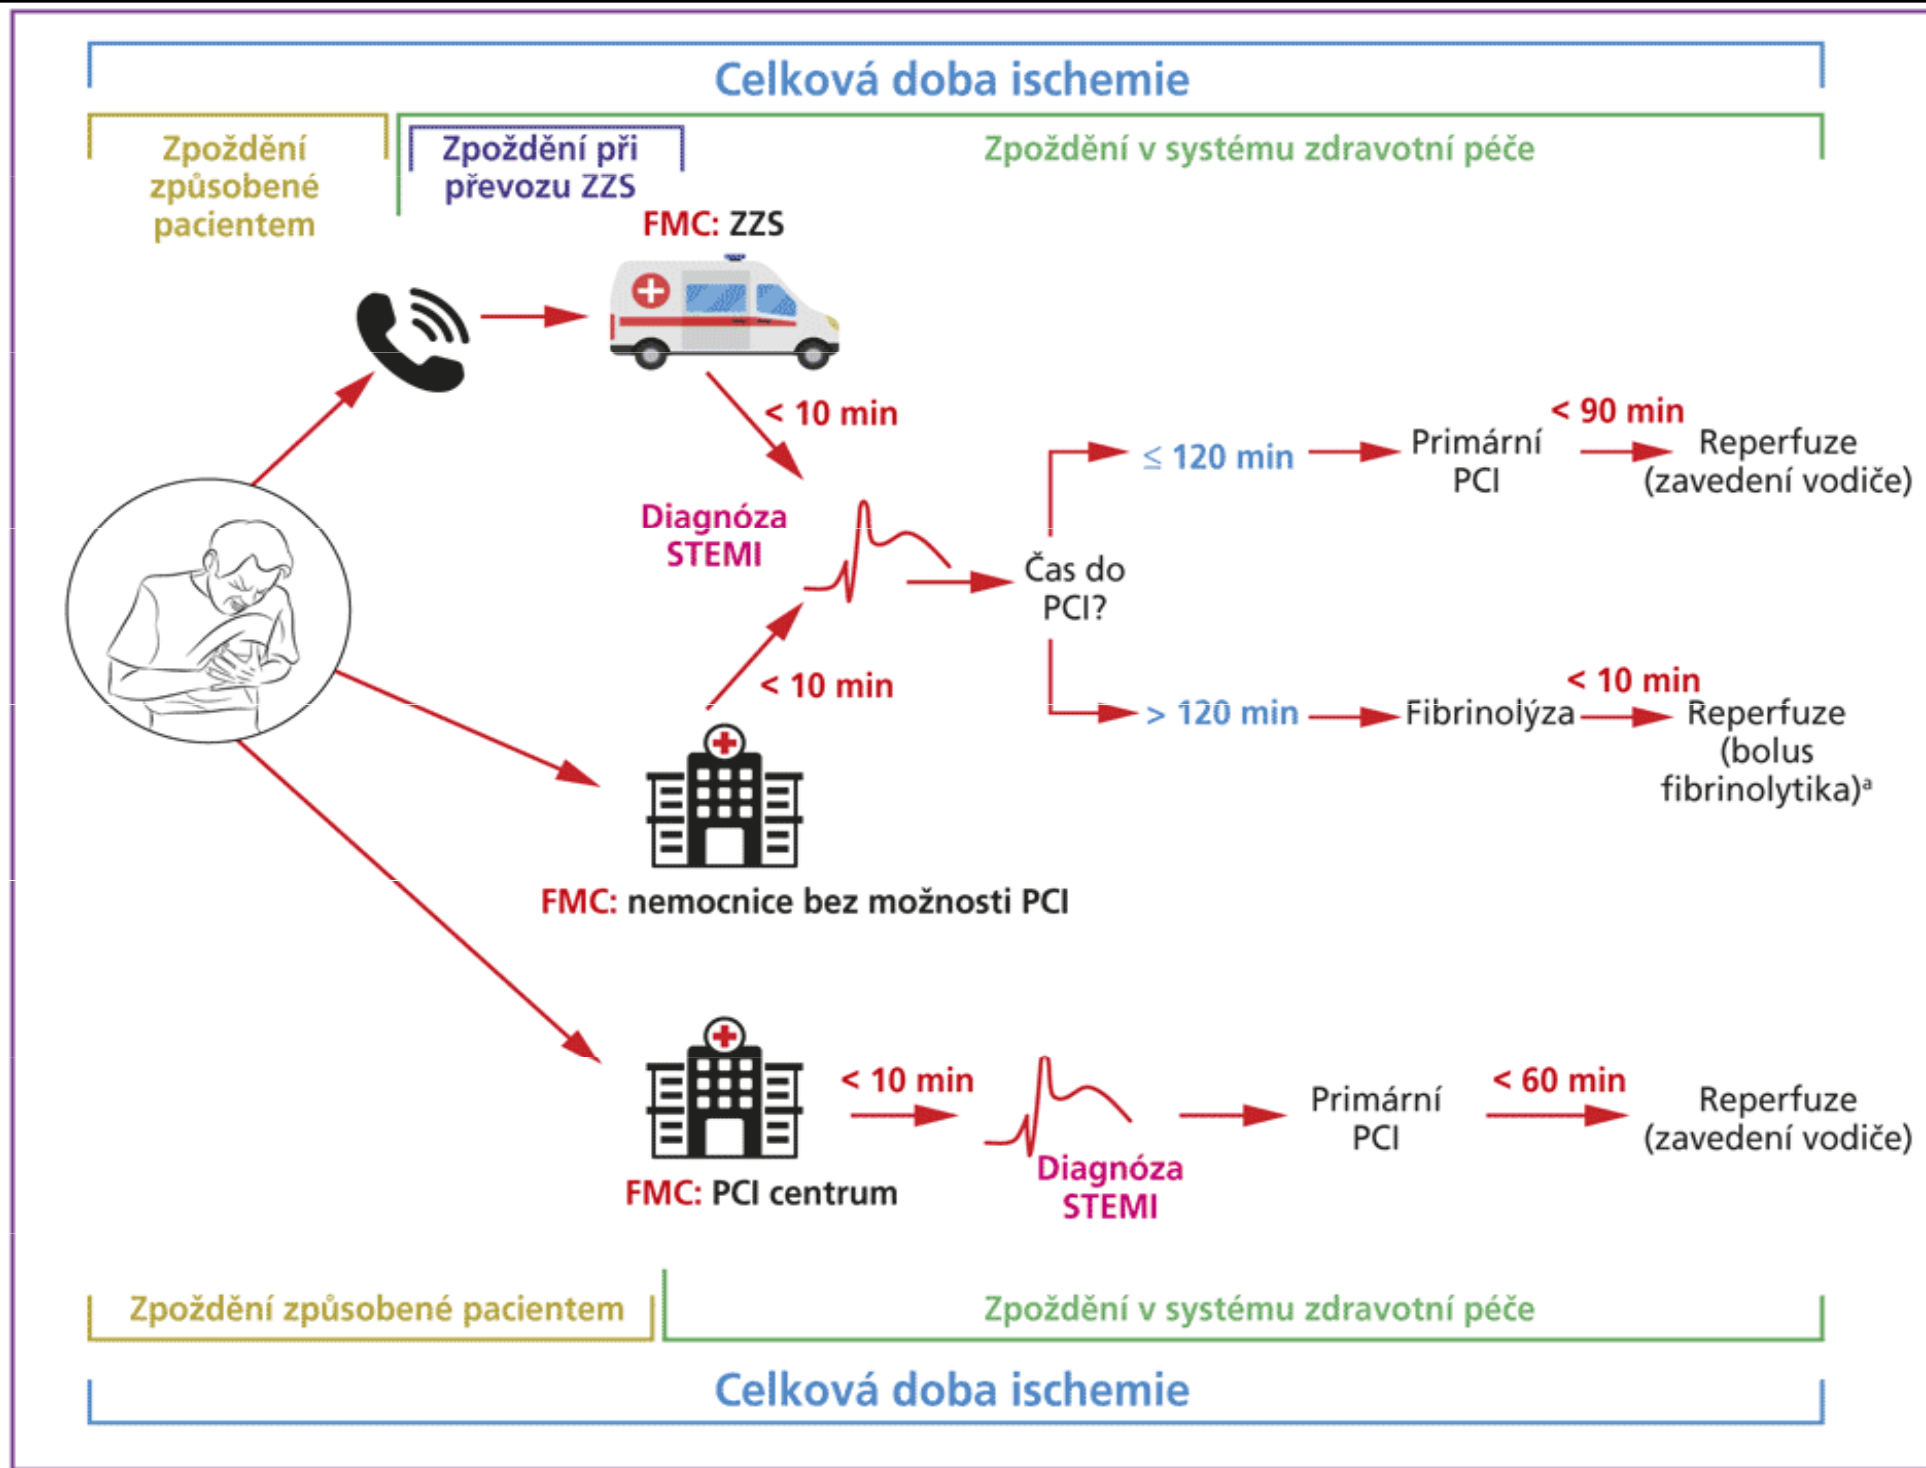 Celková doba ischemie
Zpoždění
způsobené
pacientem
Zpoždění při
převozu ZZS
Zpoždění v systému zdravotní péče
FMC: ZZS
< 10 min
Diagnóza
STEMI
< 10 min
Čas do
PCI?
≤ 120 min
Primární
PCI
< 90 min
Reperfuze
(zavedení vodiče)
> 120 min
Fibrinolýza
< 10 min
Reperfuze
(bolus
fibrinolytika)ᵃ
FMC: nemocnice bez možnosti PCI
FMC: PCI centrum
< 10 min
Diagnóza
STEMI
Primární
PCI
< 60 min
Reperfuze
(zavedení vodiče)
Zpoždění způsobené pacientem
Zpoždění v systému zdravotní péče
Celková doba ischemie